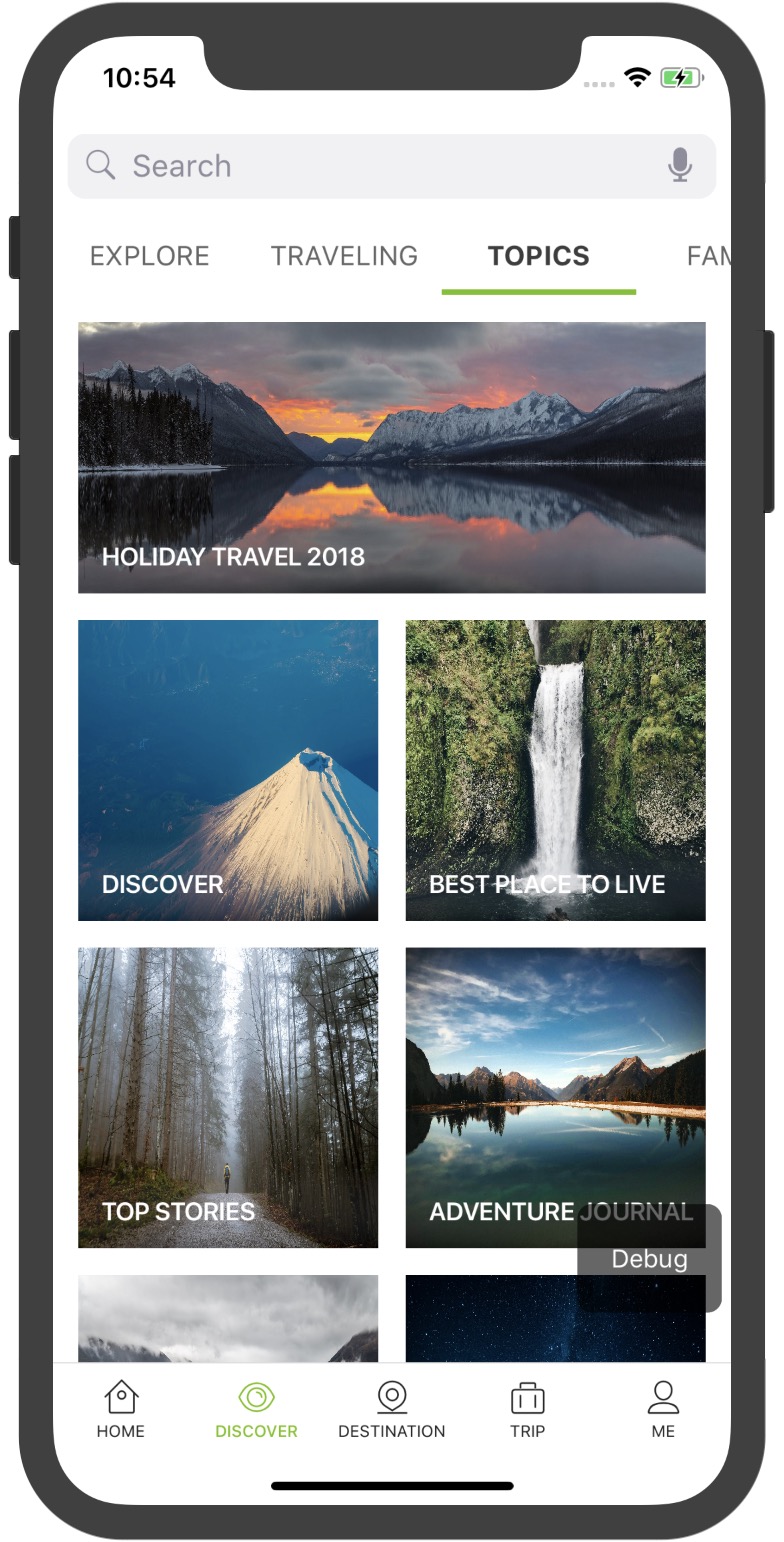 10:54
Search
EXPLORE TRAVELING TOPICS FAM
HOLIDAY TRAVEL 2018
DISCOVER
BEST PLACE TO LIVE
TOP STORIES
ADVENTURE JOURNAL
Debug
HOME DISCOVER DESTINATION TRIP ME